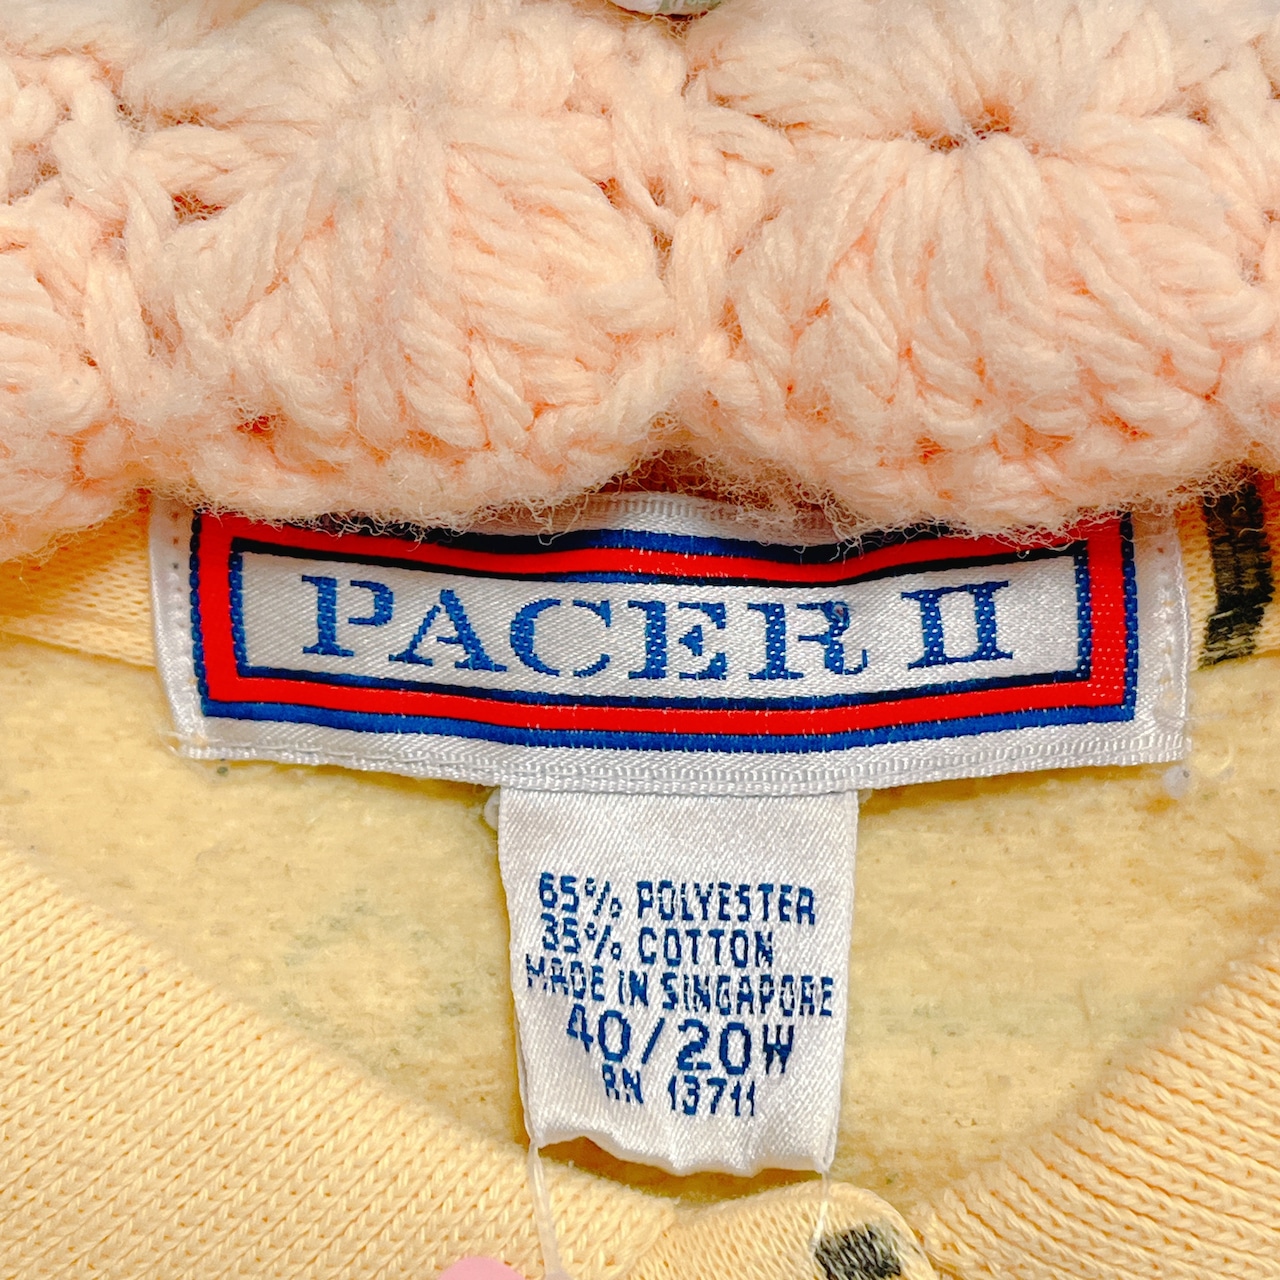 PACER II
65% POLYESTER
35% COTTON
MADE IN SINGAPORE
40/20W
RN 13711